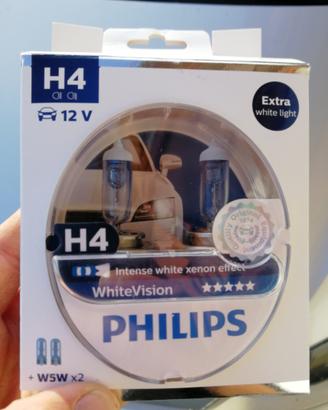 H4
12 V
Extra
white light
H4
Intense white xenon effect
WhiteVision
PHILIPS
+ W5W x2